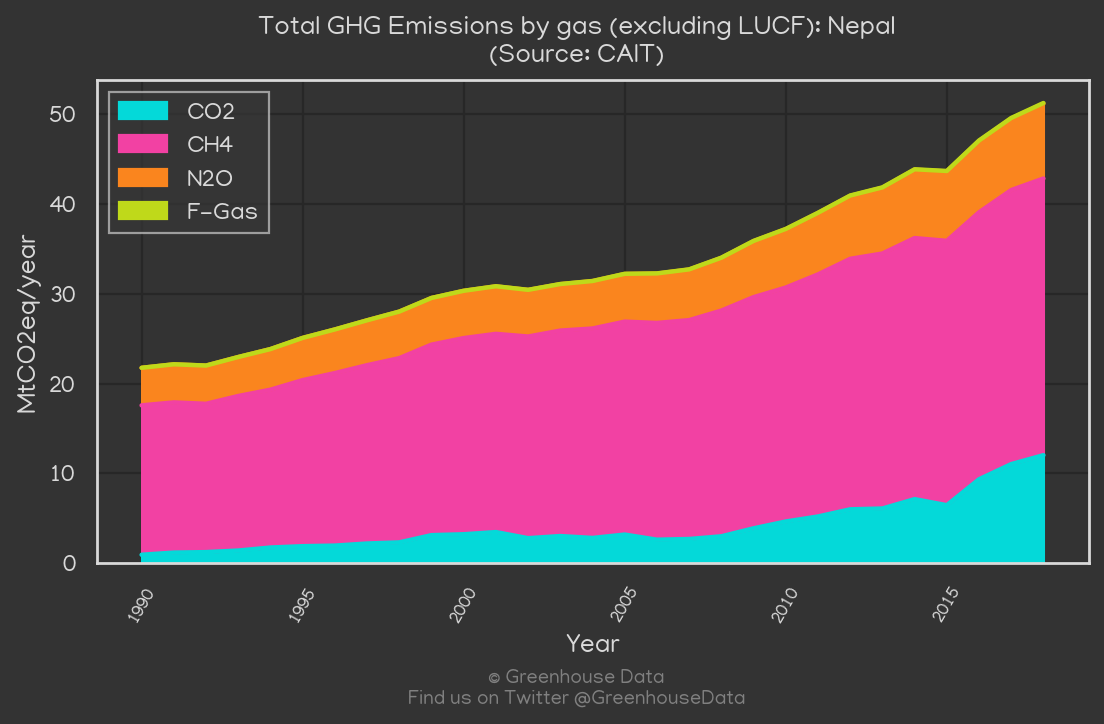 Total GHG Emissions by gas (excluding LUCF): Nepal
(Source: CAIT)
CO2
CH4
N2O
F-Gas
MtCO2eq/year
50
40
30
20
10
0
1990
1995
2000
2005
2010
2015
Year
© Greenhouse Data
Find us on Twitter @GreenhouseData